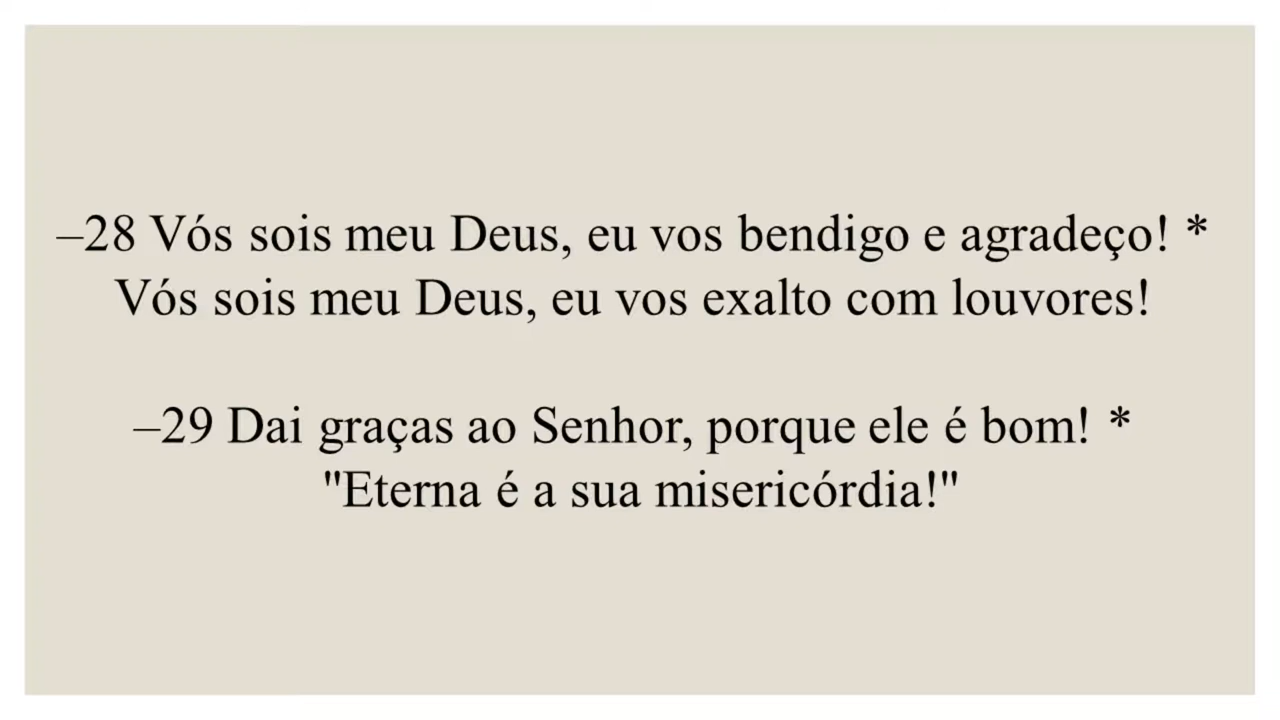 –28 Vós sois meu Deus, eu vos bendigo e agradeço! *
Vós sois meu Deus, eu vos exalto com louvores!
–29 Dai graças ao Senhor, porque ele é bom! *
"Eterna é a sua misericórdia!"